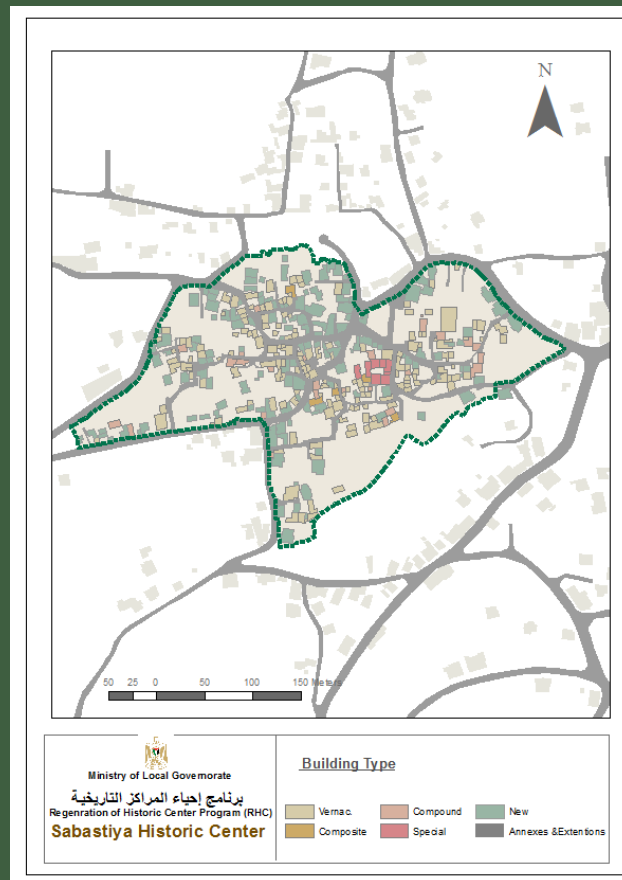 N
50 25 0 50 100 150 Meters
Ministry of Local Governorate
برنامج إحياء المراكز التاريخية
Regenration of Historic Center Program (RHC)
Sabastiya Historic Center
Building Type
Vernac. Compound New
Composite Special Annexes &Extentions